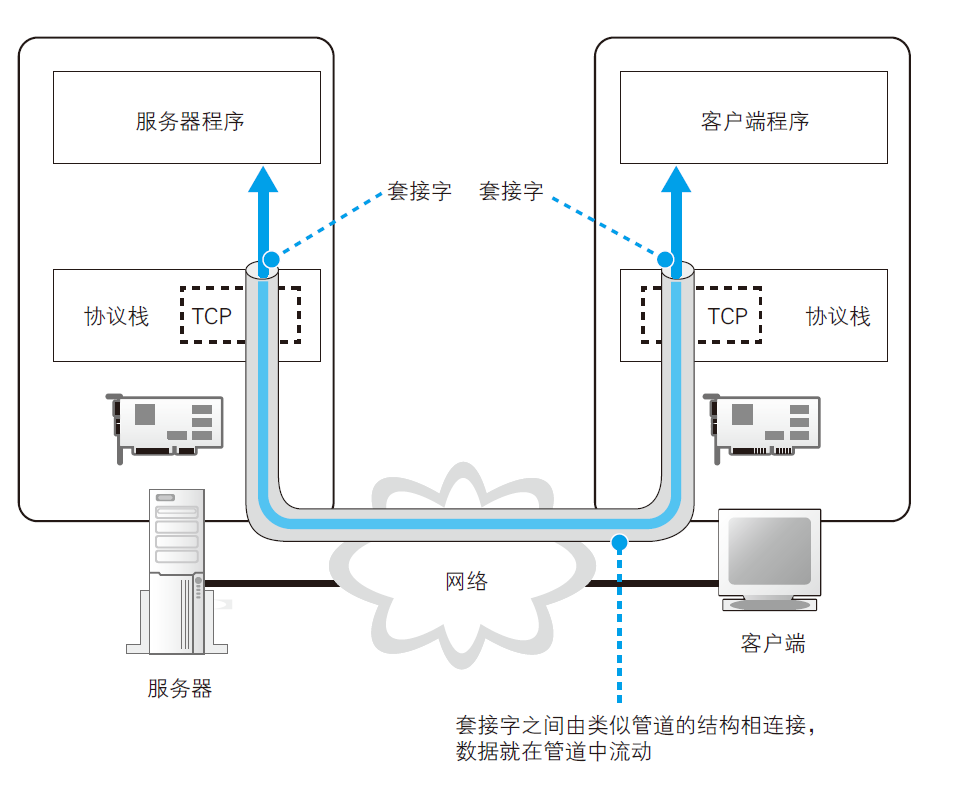 服务器程序
客户端程序
套接字
套接字
协议栈
TCP
TCP
协议栈
网络
客户端
服务器
套接字之间由类似管道的结构相连接，
数据就在管道中流动